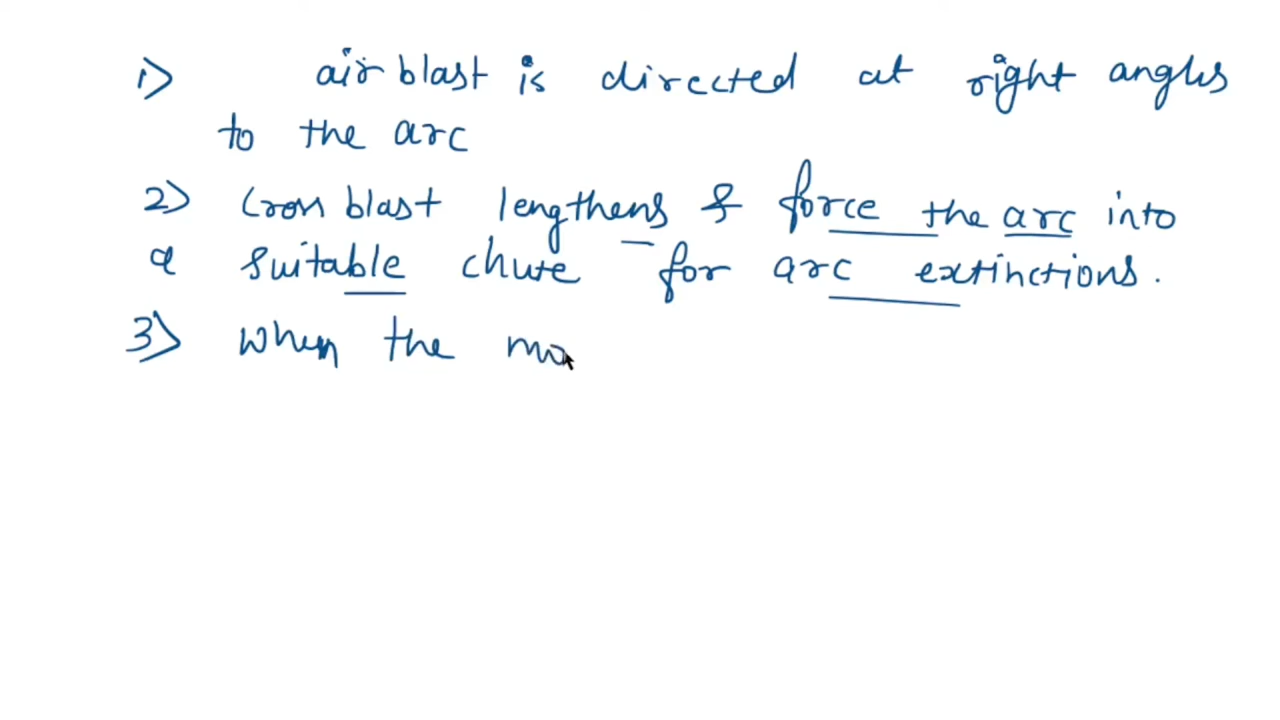 1) air blast is directed at right angles
to the arc
2) Cross blast lengthens & force the arc into
a suitable chute for arc extinctions.
3) when the mo